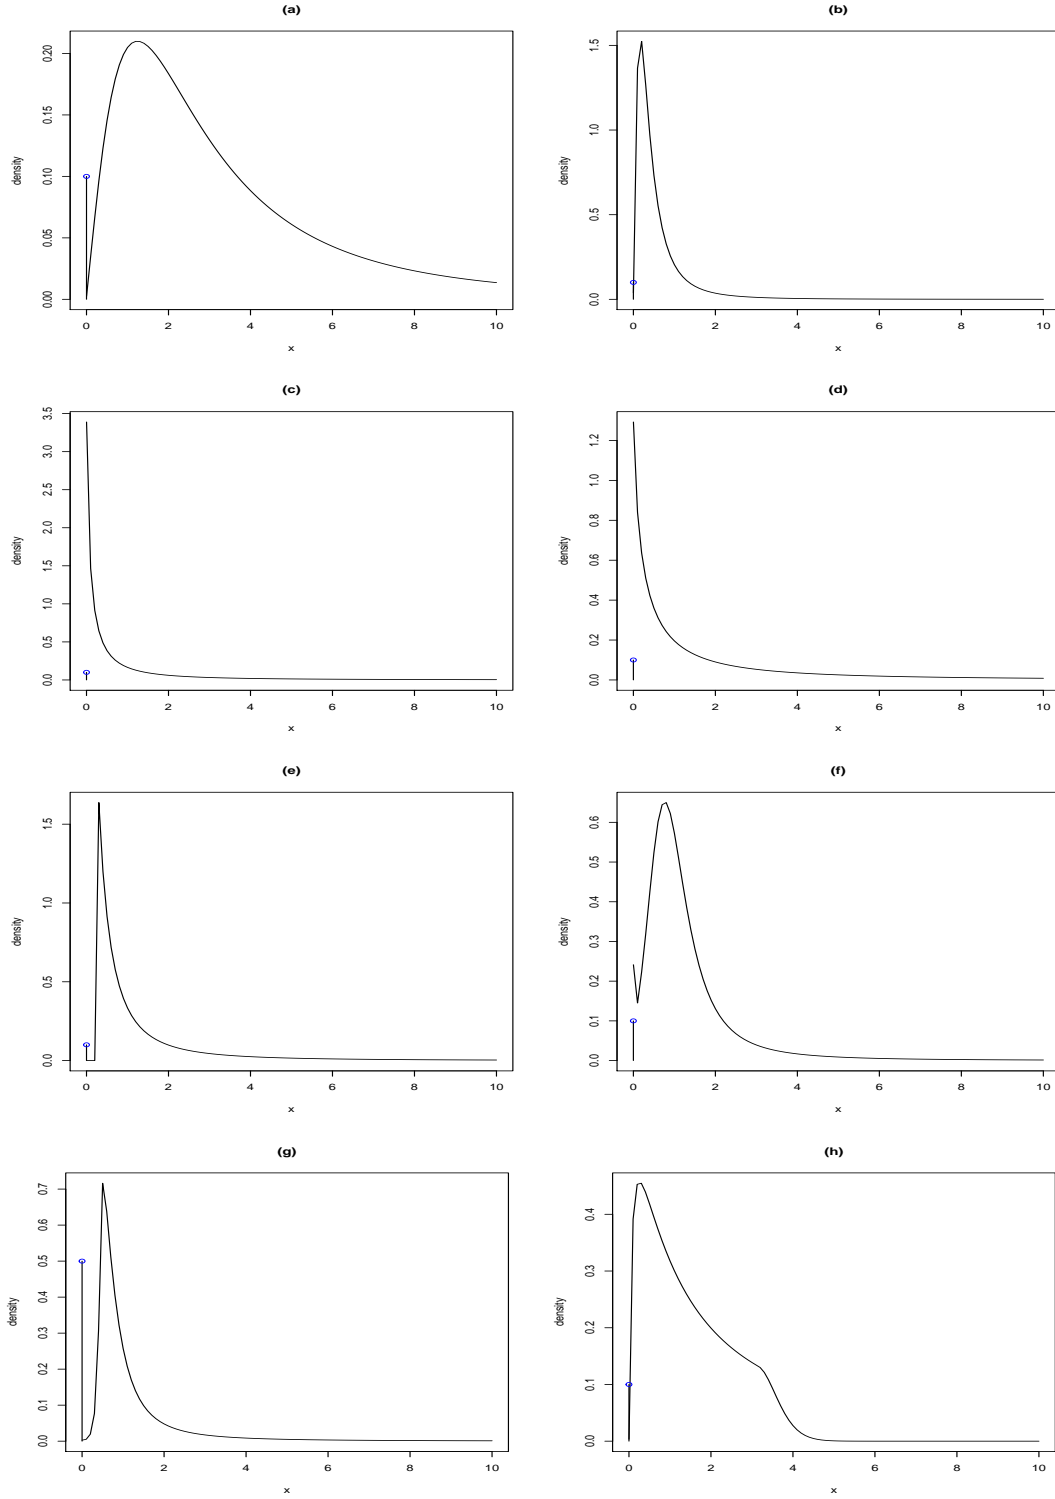 (a)
density
0.00 0.05 0.10 0.15 0.20
0 2 4 6 8 10
x
(b)
density
0.0 0.5 1.0 1.5
0 2 4 6 8 10
x
(c)
density
0.0 0.5 1.0 1.5 2.0 2.5 3.0 3.5
0 2 4 6 8 10
x
(d)
density
0.0 0.2 0.4 0.6 0.8 1.0 1.2
0 2 4 6 8 10
x
(e)
density
0.0 0.5 1.0 1.5
0 2 4 6 8 10
x
(f)
density
0.0 0.1 0.2 0.3 0.4 0.5 0.6
0 2 4 6 8 10
x
(g)
density
0.0 0.1 0.2 0.3 0.4 0.5 0.6 0.7
0 2 4 6 8 10
x
(h)
density
0.0 0.1 0.2 0.3 0.4
0 2 4 6 8 10
x